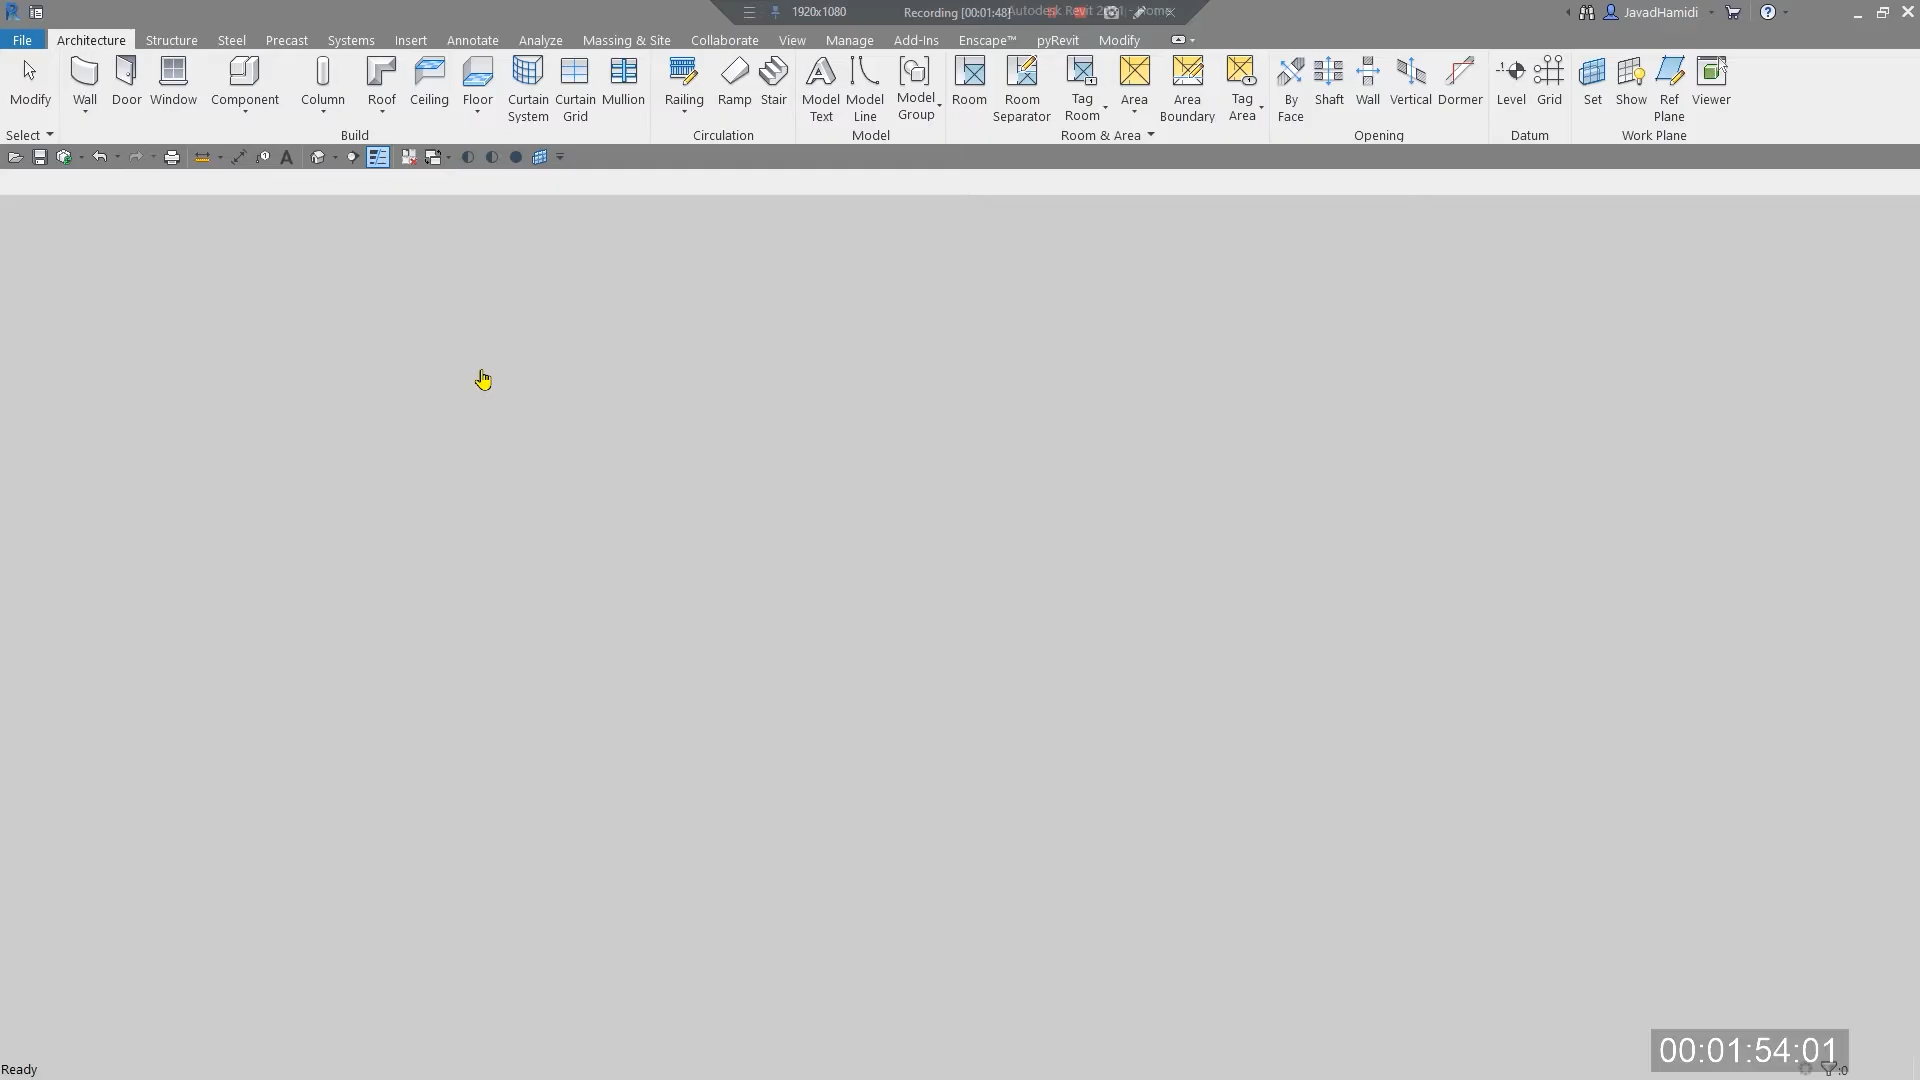 1920x1080 Recording [00:01:48] Autodesk Revit JavadHamidi
File Architecture Structure Steel Precast Systems Insert Annotate Analyze Massing & Site Collaborate View Manage Add-Ins Enscape™ pyRevit Modify
Modify Wall Door Window Component Column Roof Ceiling Floor Curtain System Curtain Grid Mullion Railing Ramp Stair Model Text Model Line Model Group Room Room Separator Tag Room Area Area Boundary Tag Area By Face Shaft Wall Vertical Dormer Level Grid Set Show Ref Plane Viewer
Select Build Circulation Model Room & Area Opening Datum Work Plane
00:01:54:01
Ready :0